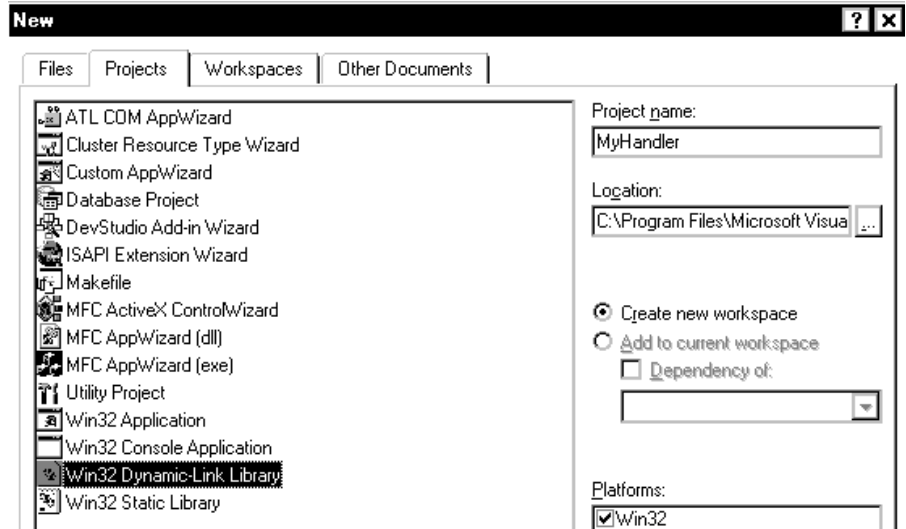 New
Files
Projects
Workspaces
Other Documents
ATL COM AppWizard
Cluster Resource Type Wizard
Custom AppWizard
Database Project
DevStudio Add-in Wizard
ISAPI Extension Wizard
Makefile
MFC ActiveX ControlWizard
MFC AppWizard (dll)
MFC AppWizard (exe)
Utility Project
Win32 Application
Win32 Console Application
Win32 Dynamic-Link Library
Win32 Static Library
Project name:
MyHandler
Location:
C:\Program Files\Microsoft Visua ...
Create new workspace
Add to current workspace
Dependency of:
Platforms:
Win32